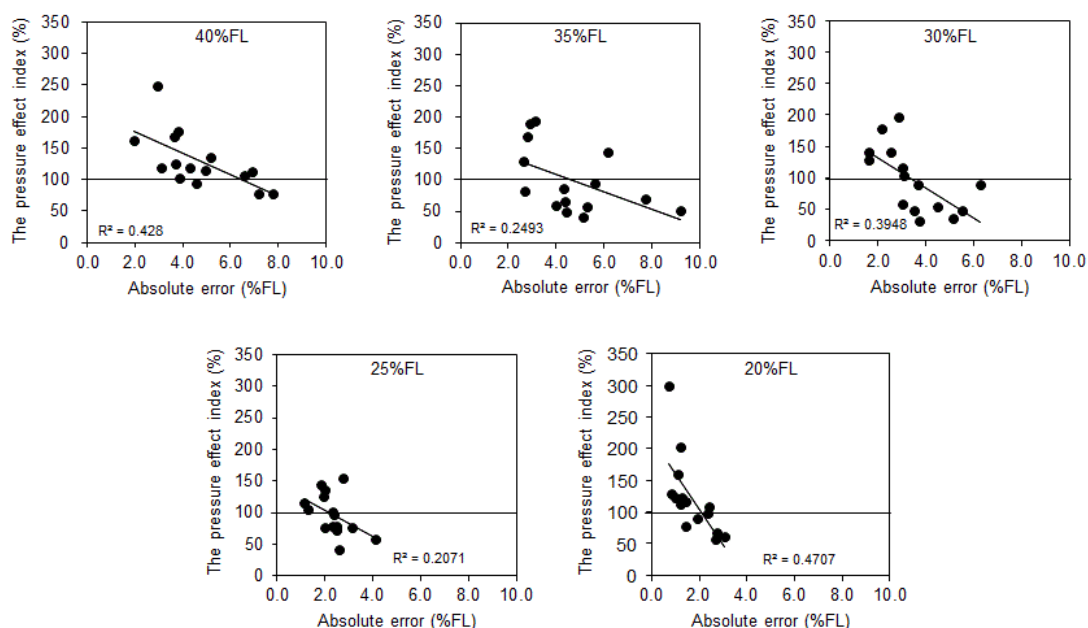 The pressure effect index (%)
350
300
250
200
150
100
50
0
40%FL
R² = 0.428
0.0 2.0 4.0 6.0 8.0 10.0
Absolute error (%FL)
The pressure effect index (%)
350
300
250
200
150
100
50
0
35%FL
R² = 0.2493
0.0 2.0 4.0 6.0 8.0 10.0
Absolute error (%FL)
The pressure effect index (%)
350
300
250
200
150
100
50
0
30%FL
R² = 0.3948
0.0 2.0 4.0 6.0 8.0 10.0
Absolute error (%FL)
The pressure effect index (%)
350
300
250
200
150
100
50
0
25%FL
R² = 0.2071
0.0 2.0 4.0 6.0 8.0 10.0
Absolute error (%FL)
The pressure effect index (%)
350
300
250
200
150
100
50
0
20%FL
R² = 0.4707
0.0 2.0 4.0 6.0 8.0 10.0
Absolute error (%FL)